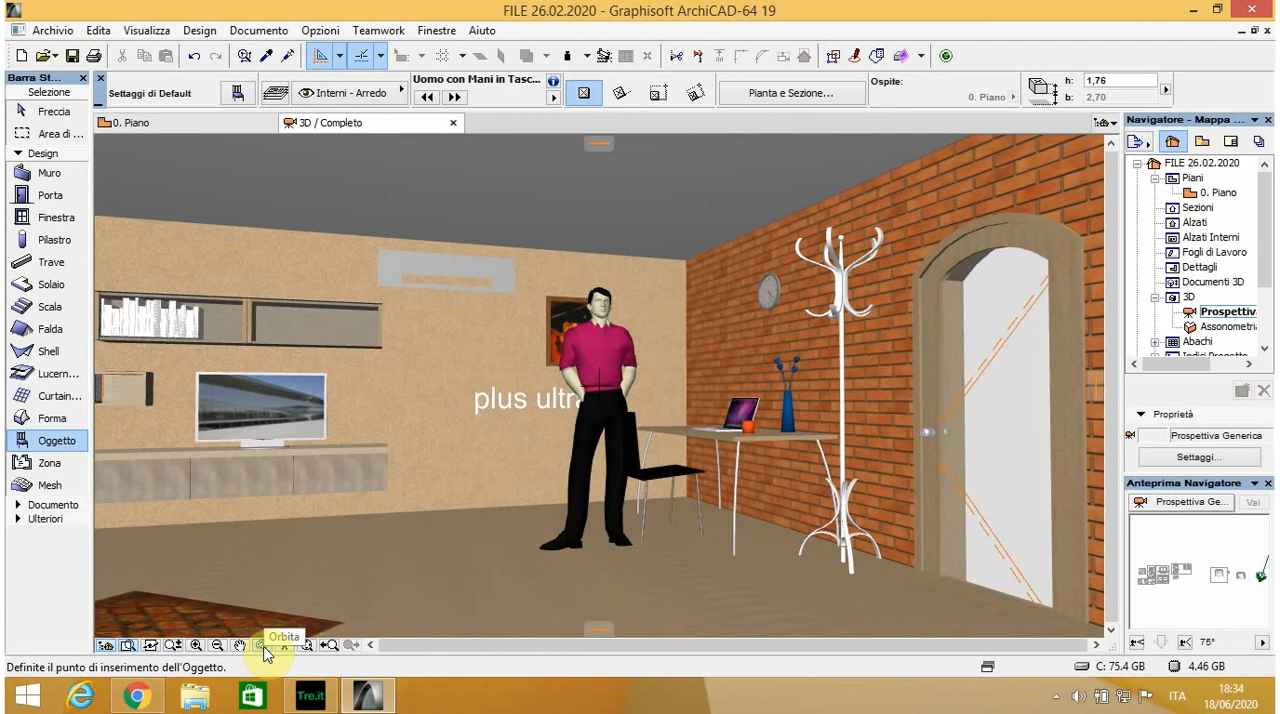 FILE 26.02.2020 - Graphisoft ArchiCAD-64 19
Archivio Edita Visualizza Design Documento Opzioni Teamwork Finestre Aiuto
Barra St...
Selezione
Freccia
Area di ...
Design
Muro
Porta
Finestra
Pilastro
Trave
Solaio
Scala
Falda
Shell
Lucern...
Curtain...
Forma
Oggetto
Zona
Mesh
Documento
Ulteriori
Settaggi di Default
Interni - Arredo
Uomo con Mani in Tasc...
Pianta e Sezione...
Ospite:
0. Piano
h: 1,76
b: 2,70
0. Piano
3D / Completo
plus ultra
Orbita
Navigatore - Mappa ...
FILE 26.02.2020
Piani
0. Piano
Sezioni
Alzati
Alzati Interni
Fogli di Lavoro
Dettagli
Documenti 3D
3D
Prospettiv
Assonometri
Abachi
Indici Progetto
Proprietà
Prospettiva Generica
Settaggi...
Anteprima Navigatore
Prospettiva Ge...
Vai
75°
Definite il punto di inserimento dell'Oggetto.
C: 75.4 GB
4.46 GB
Tre.it
ITA
18:34
18/06/2020